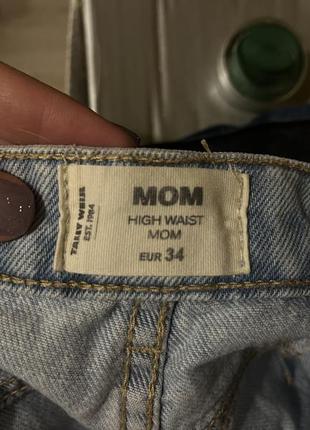 MOM
HIGH WAIST
MOM
EUR 34
TALLY WEIJL
EST. 1984